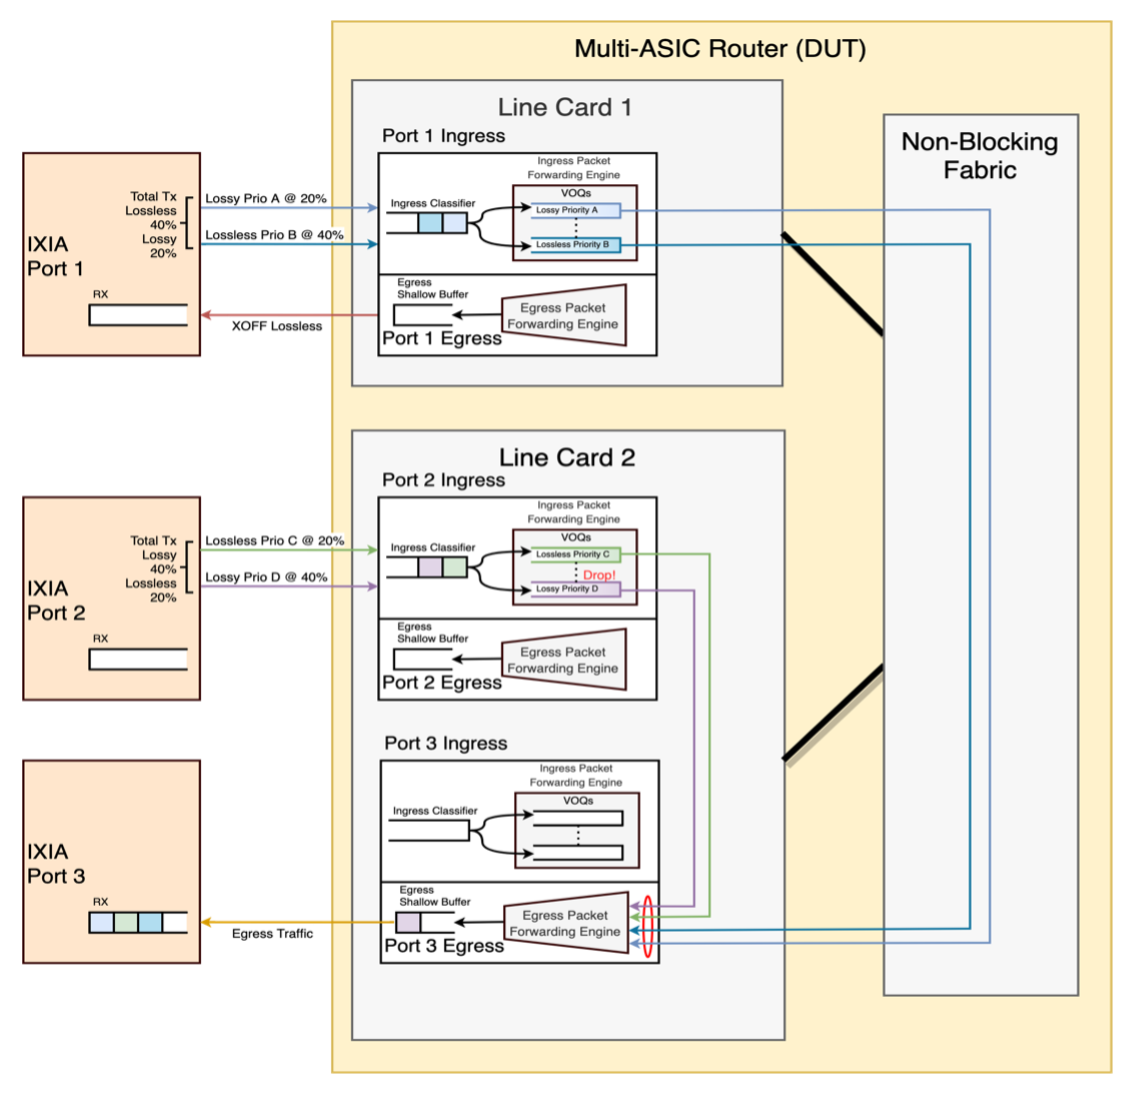 Multi-ASIC Router (DUT)
Line Card 1
Non-Blocking
Fabric
Port 1 Ingress
Ingress Packet
Forwarding Engine
VOQs
Ingress Classifier
Lossy Priority A
Lossless Priority B
Egress
Shallow Buffer
Egress Packet
Forwarding Engine
Port 1 Egress
IXIA
Port 1
Total Tx
Lossless
40%
Lossy
20%
RX
Lossy Prio A @ 20%
Lossless Prio B @ 40%
XOFF Lossless
Line Card 2
Port 2 Ingress
Ingress Packet
Forwarding Engine
VOQs
Ingress Classifier
Lossless Priority C
Drop!
Lossy Priority D
Egress
Shallow Buffer
Egress Packet
Forwarding Engine
Port 2 Egress
IXIA
Port 2
Total Tx
Lossy
40%
Lossless
20%
RX
Lossless Prio C @ 20%
Lossy Prio D @ 40%
Port 3 Ingress
Ingress Packet
Forwarding Engine
VOQs
Ingress Classifier
Egress
Shallow Buffer
Egress Packet
Forwarding Engine
Port 3 Egress
IXIA
Port 3
RX
Egress Traffic